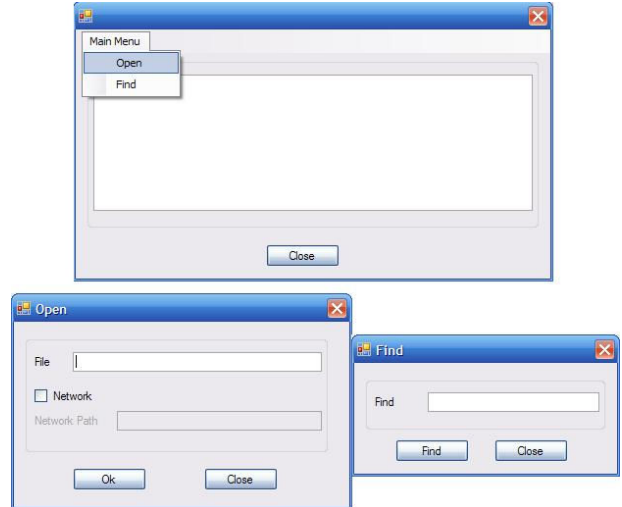 Main Menu
Open
Find
Close
Open
File
Network
Network Path
Ok Close
Find
Find
Find Close